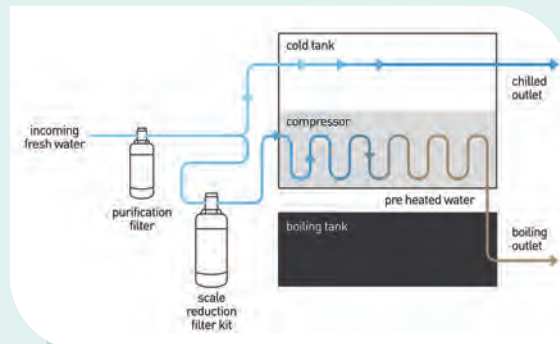 cold tank
chilled
outlet
compressor
incoming
fresh water
purification
filter
pre heated water
boiling tank
boiling
outlet
scale
reduction
filter kit